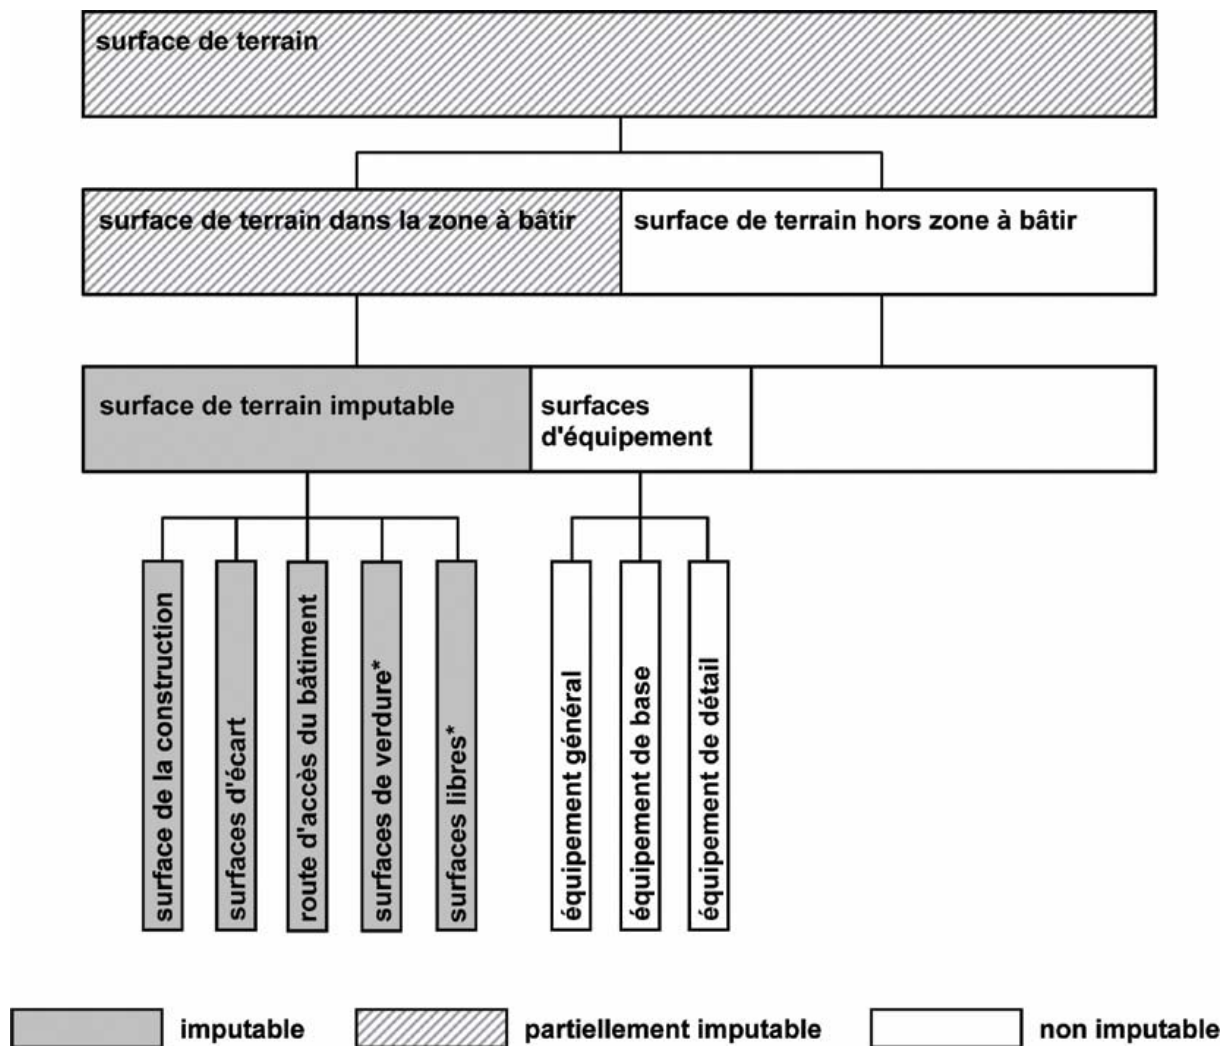 surface de terrain
surface de terrain dans la zone à bâtir
surface de terrain hors zone à bâtir
surface de terrain imputable
surfaces
d'équipement
surface de la construction
surfaces d'écart
route d'accès du bâtiment
surfaces de verdure*
surfaces libres*
équipement général
équipement de base
équipement de détail
imputable
partiellement imputable
non imputable